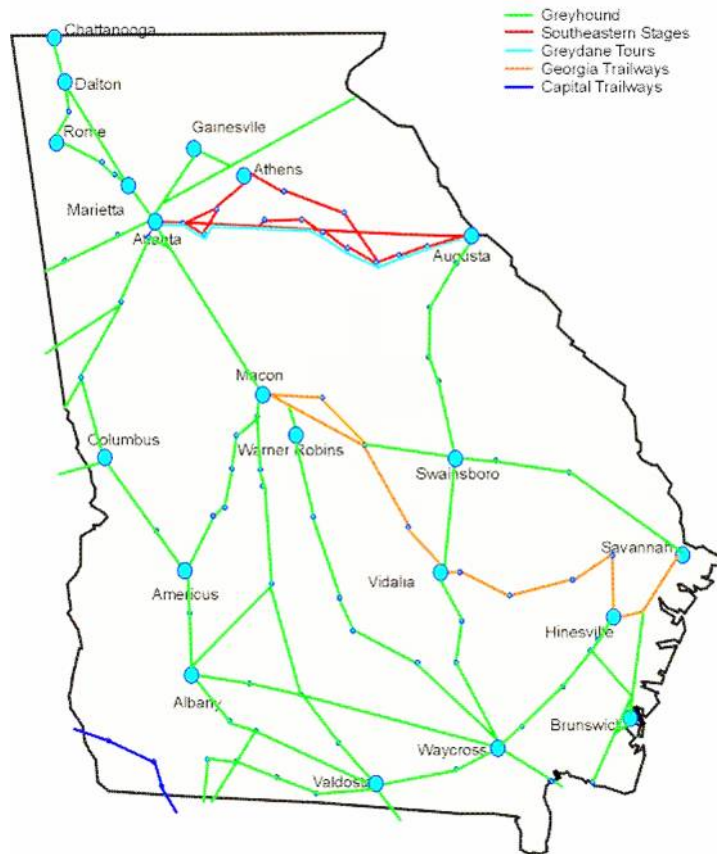 Chattanooga
Greyhound
Southeastern Stages
Greydane Tours
Georgia Trailways
Capital Trailways
Dalton
Rome
Gainesville
Athens
Marietta
Atlanta
Augusta
Macon
Columbus
Warner Robins
Swainsboro
Savannah
Vidalia
Americus
Hinesville
Albany
Brunswick
Waycross
Valdosta